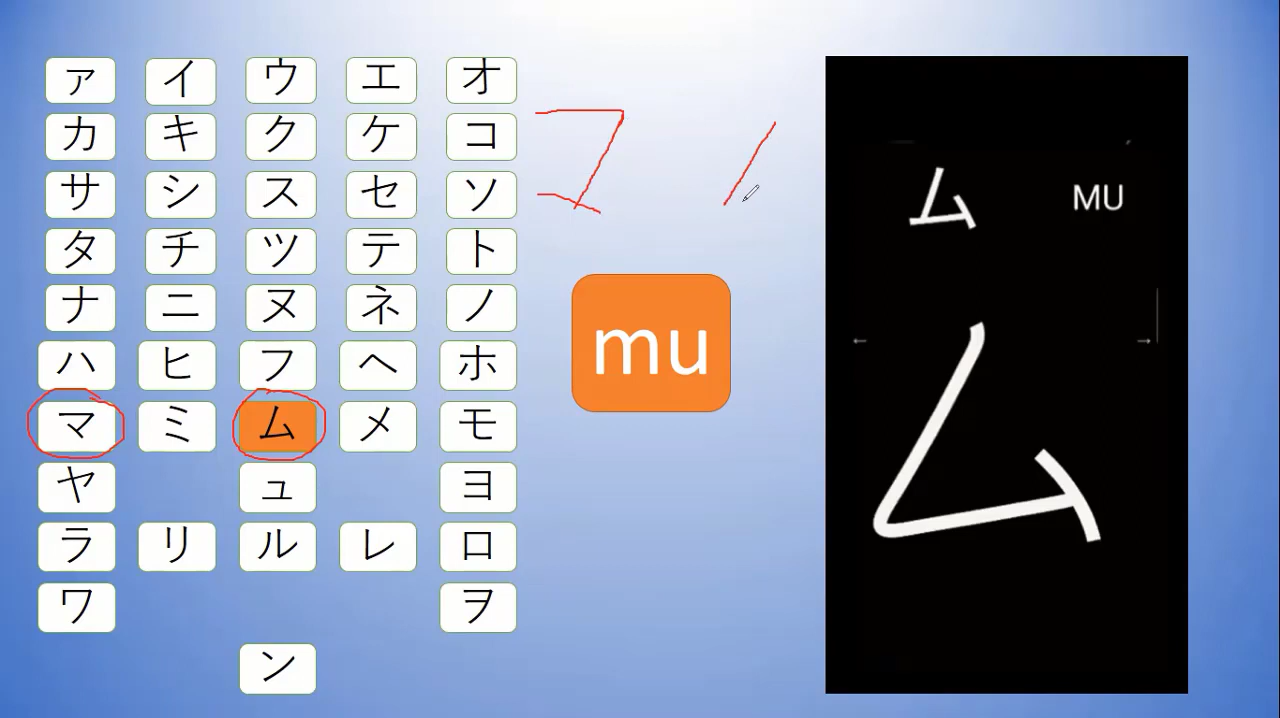 ァ イ ウ エ オ
カ キ ク ケ コ
サ シ ス セ ソ
タ チ ツ テ ト
ナ ニ ヌ ネ ノ
ハ ヒ フ ヘ ホ
マ ミ ム メ モ
ヤ ュ ヨ
ラ リ ル レ ロ
ワ ヲ
ン
マ
mu
ム MU
← →
ム